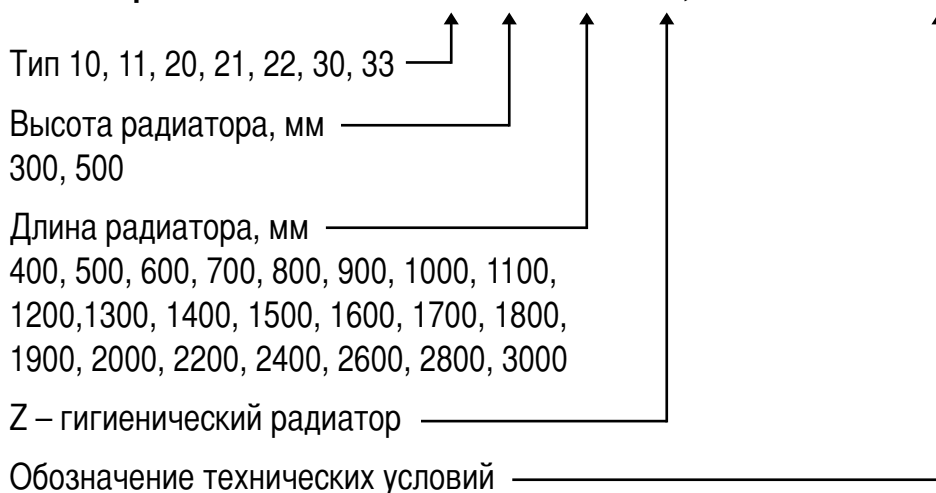 Тип 10, 11, 20, 21, 22, 30, 33
Высота радиатора, мм
300, 500
Длина радиатора, мм
400, 500, 600, 700, 800, 900, 1000, 1100,
1200,1300, 1400, 1500, 1600, 1700, 1800,
1900, 2000, 2200, 2400, 2600, 2800, 3000
Z – гигиенический радиатор
Обозначение технических условий